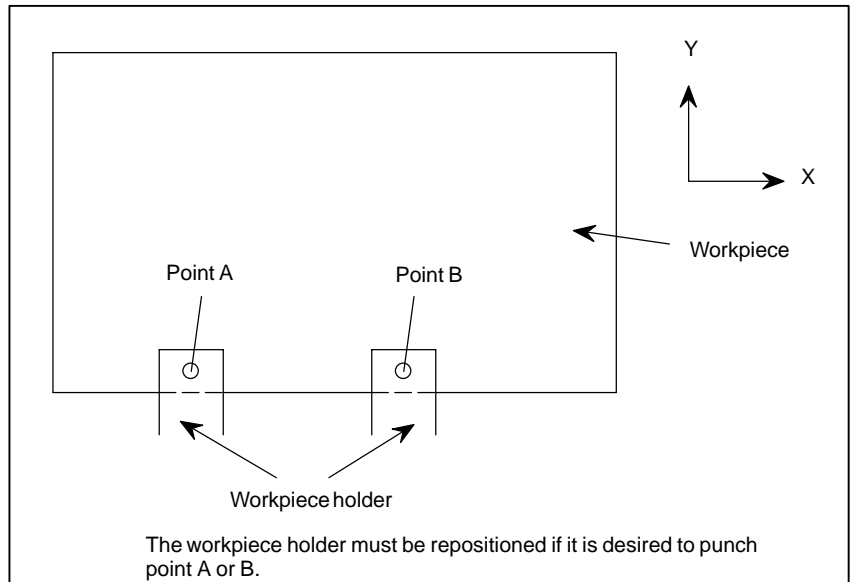 Y
X
Workpiece
Point A
Point B
Workpiece holder
The workpiece holder must be repositioned if it is desired to punch
point A or B.